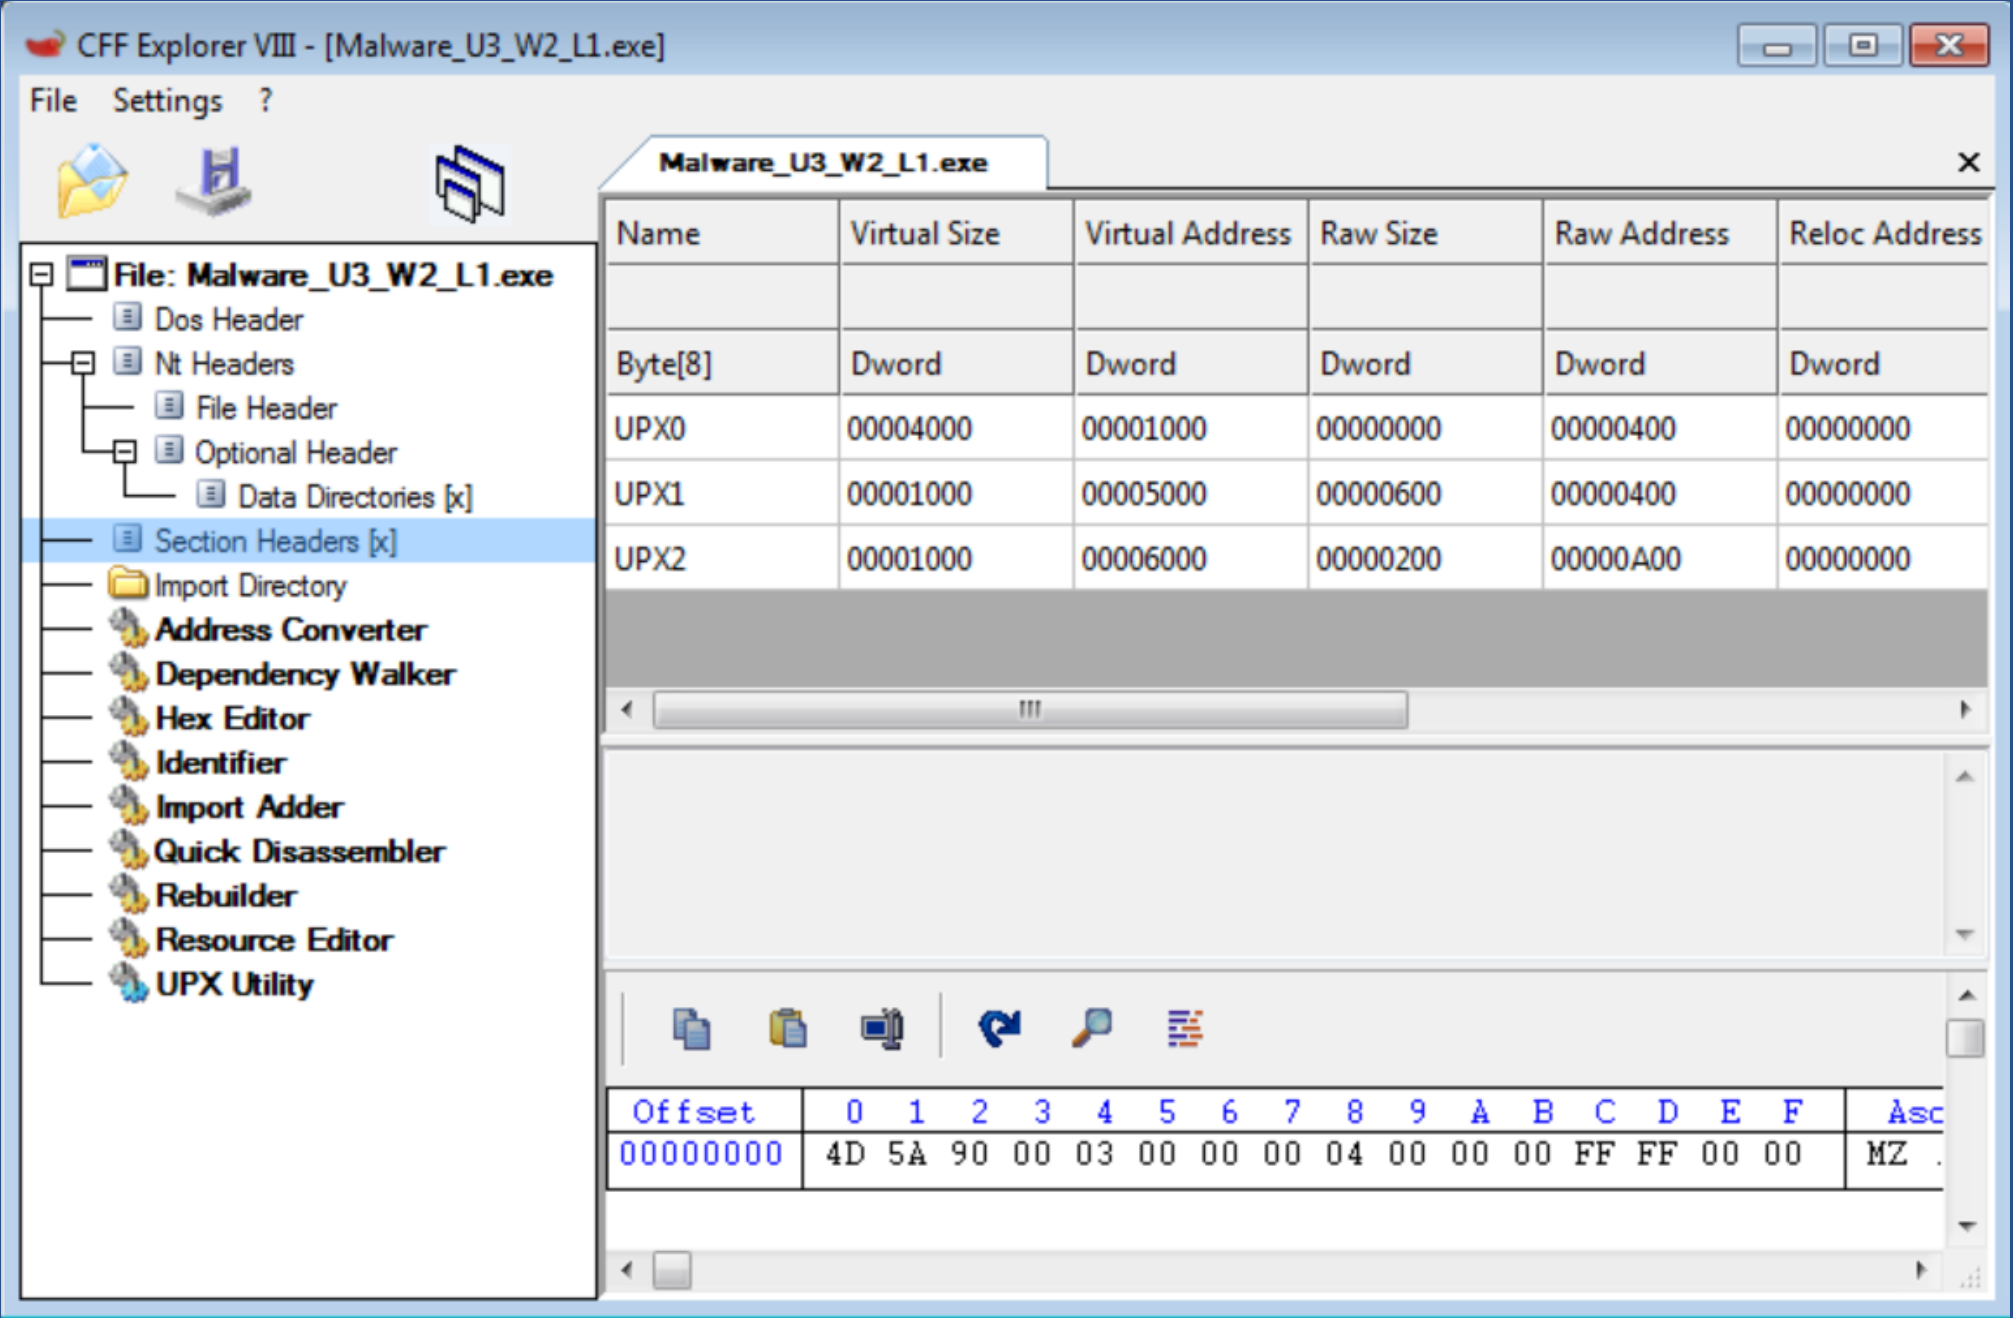 CFF Explorer VIII - [Malware_U3_W2_L1.exe]
File Settings ?
Malware_U3_W2_L1.exe
File: Malware_U3_W2_L1.exe
Dos Header
Nt Headers
File Header
Optional Header
Data Directories [x]
Section Headers [x]
Import Directory
Address Converter
Dependency Walker
Hex Editor
Identifier
Import Adder
Quick Disassembler
Rebuilder
Resource Editor
UPX Utility
Name Virtual Size Virtual Address Raw Size Raw Address Reloc Address
Byte[8] Dword Dword Dword Dword Dword
UPX0 00004000 00001000 00000000 00000400 00000000
UPX1 00001000 00005000 00000600 00000400 00000000
UPX2 00001000 00006000 00000200 00000A00 00000000
Offset 0 1 2 3 4 5 6 7 8 9 A B C D E F Asc
00000000 4D 5A 90 00 03 00 00 00 04 00 00 00 FF FF 00 00 MZ .